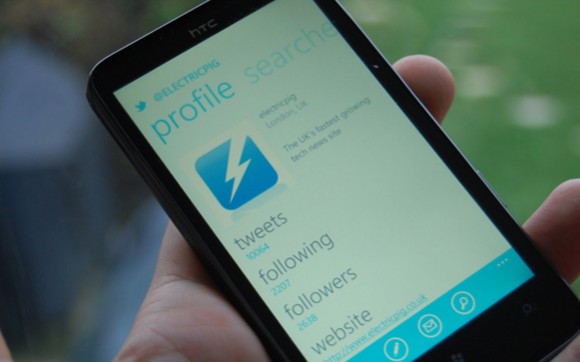 hTC
@ELECTRICPIG
profile searche
electricpig
London, UK
The UK's fastest growing
tech news site
tweets
10064
following
2207
followers
2638
website
http://www.electricpig.co.uk